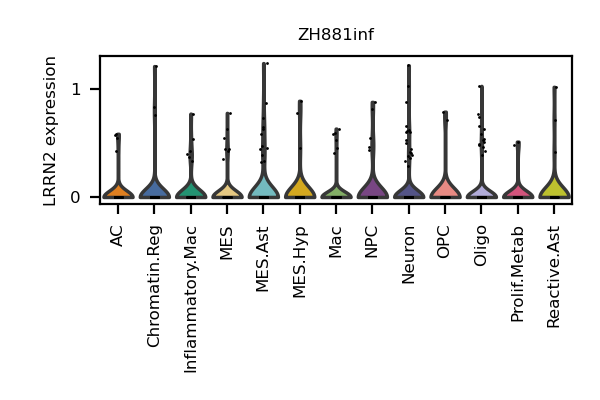 ZH881inf
LRRN2 expression
1
0
AC
Chromatin.Reg
Inflammatory.Mac
MES
MES.Ast
MES.Hyp
Mac
NPC
Neuron
OPC
Oligo
Prolif.Metab
Reactive.Ast